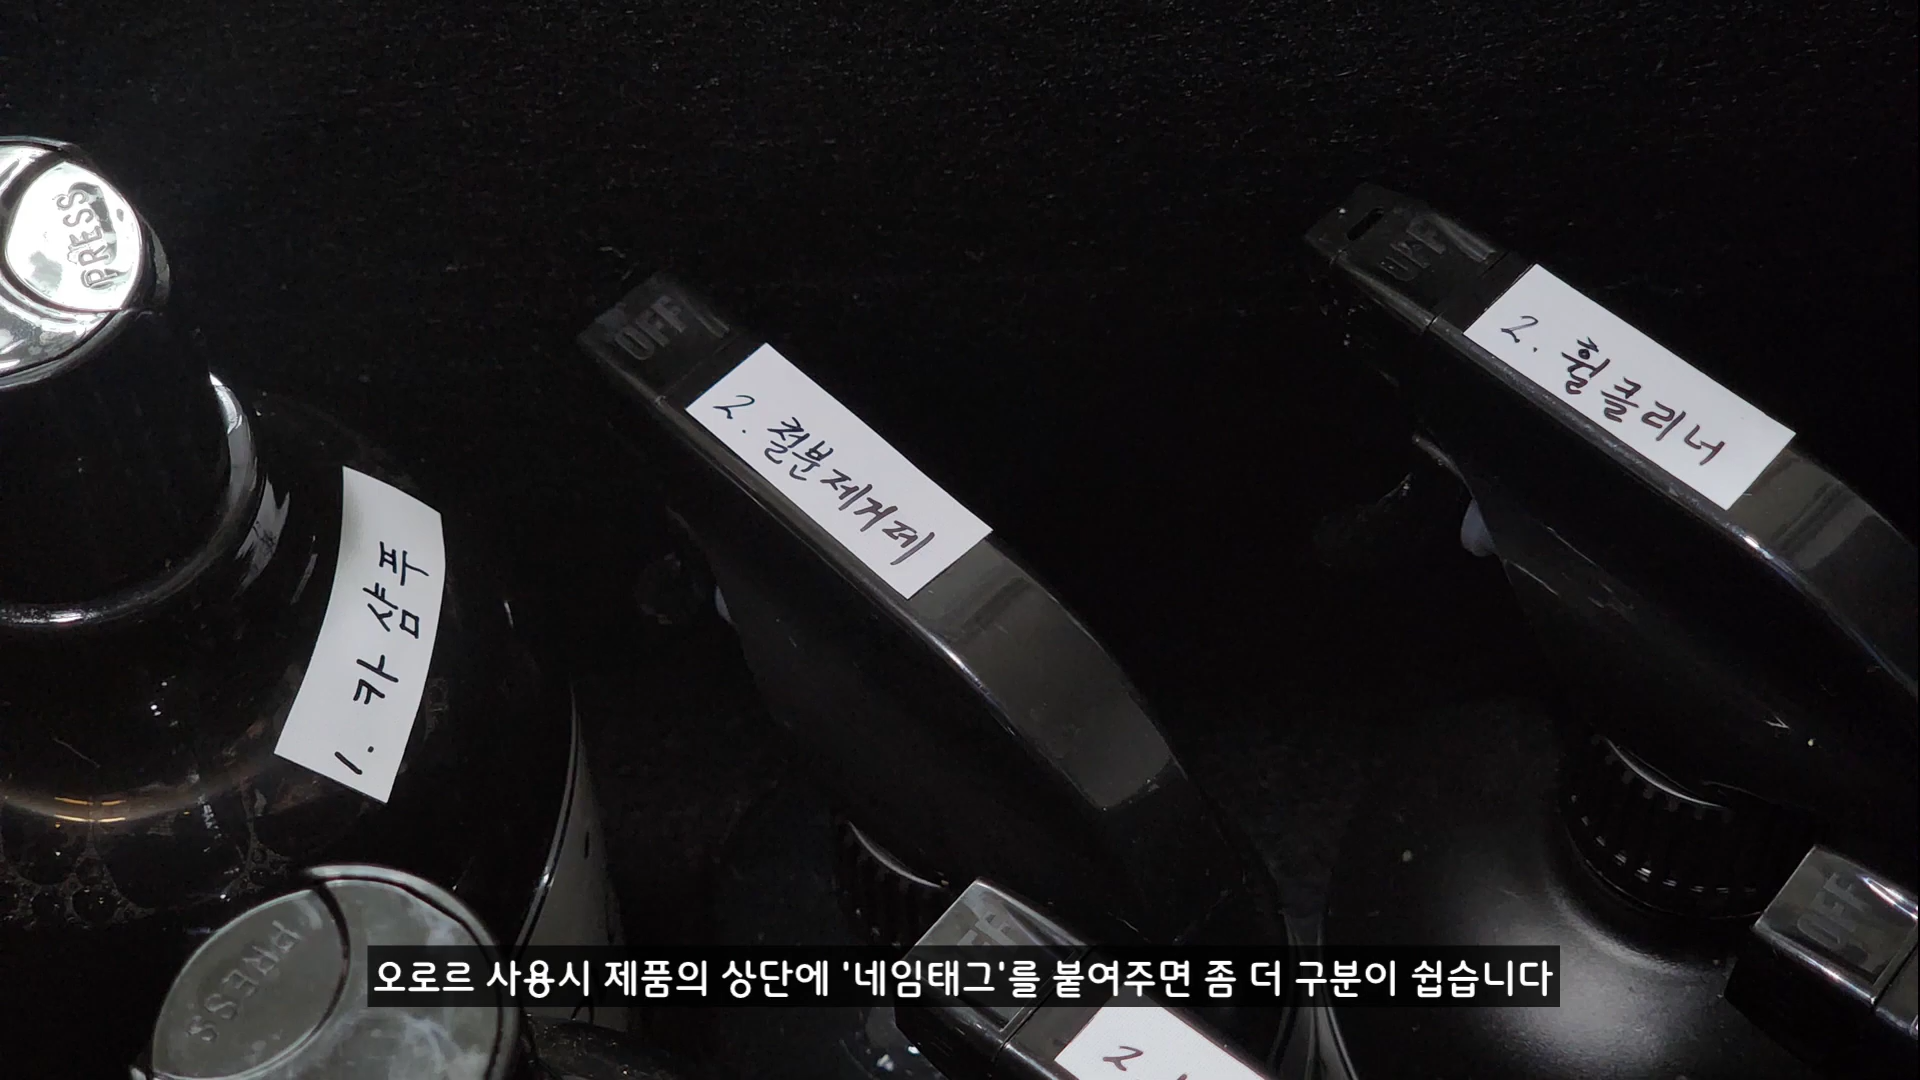 PRESS
OFF
OFF
2. 휠클리너
2. 철분제거제
1. 카샴푸
OFF
PRESS
오로르 사용시 제품의 상단에 '네임태그'를 붙여주면 좀 더 구분이 쉽습니다
2